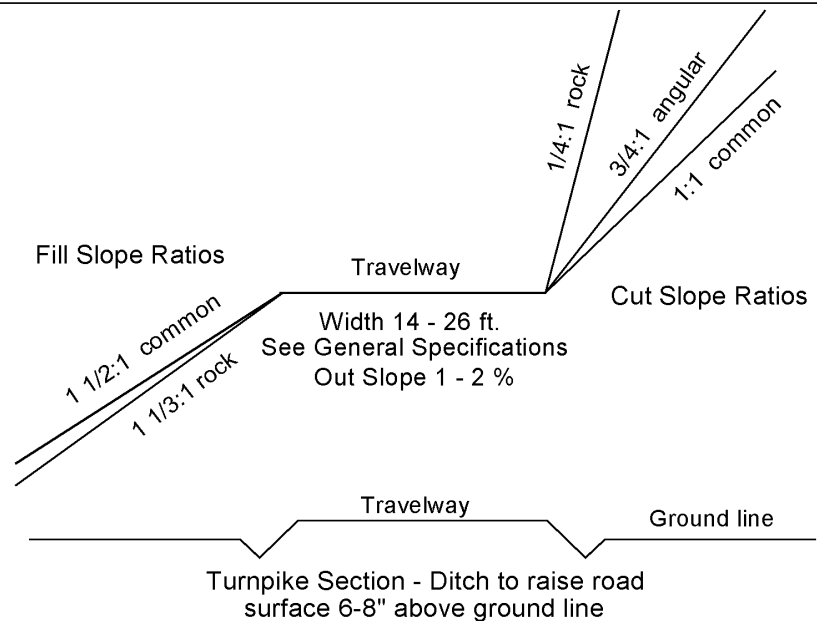 1/4:1 rock
3/4:1 angular
1:1 common
Fill Slope Ratios
Travelway
Cut Slope Ratios
Width 14 - 26 ft.
See General Specifications
Out Slope 1 - 2 %
1 1/2:1 common
1 1/3:1 rock
Travelway
Ground line
Turnpike Section - Ditch to raise road
surface 6-8" above ground line